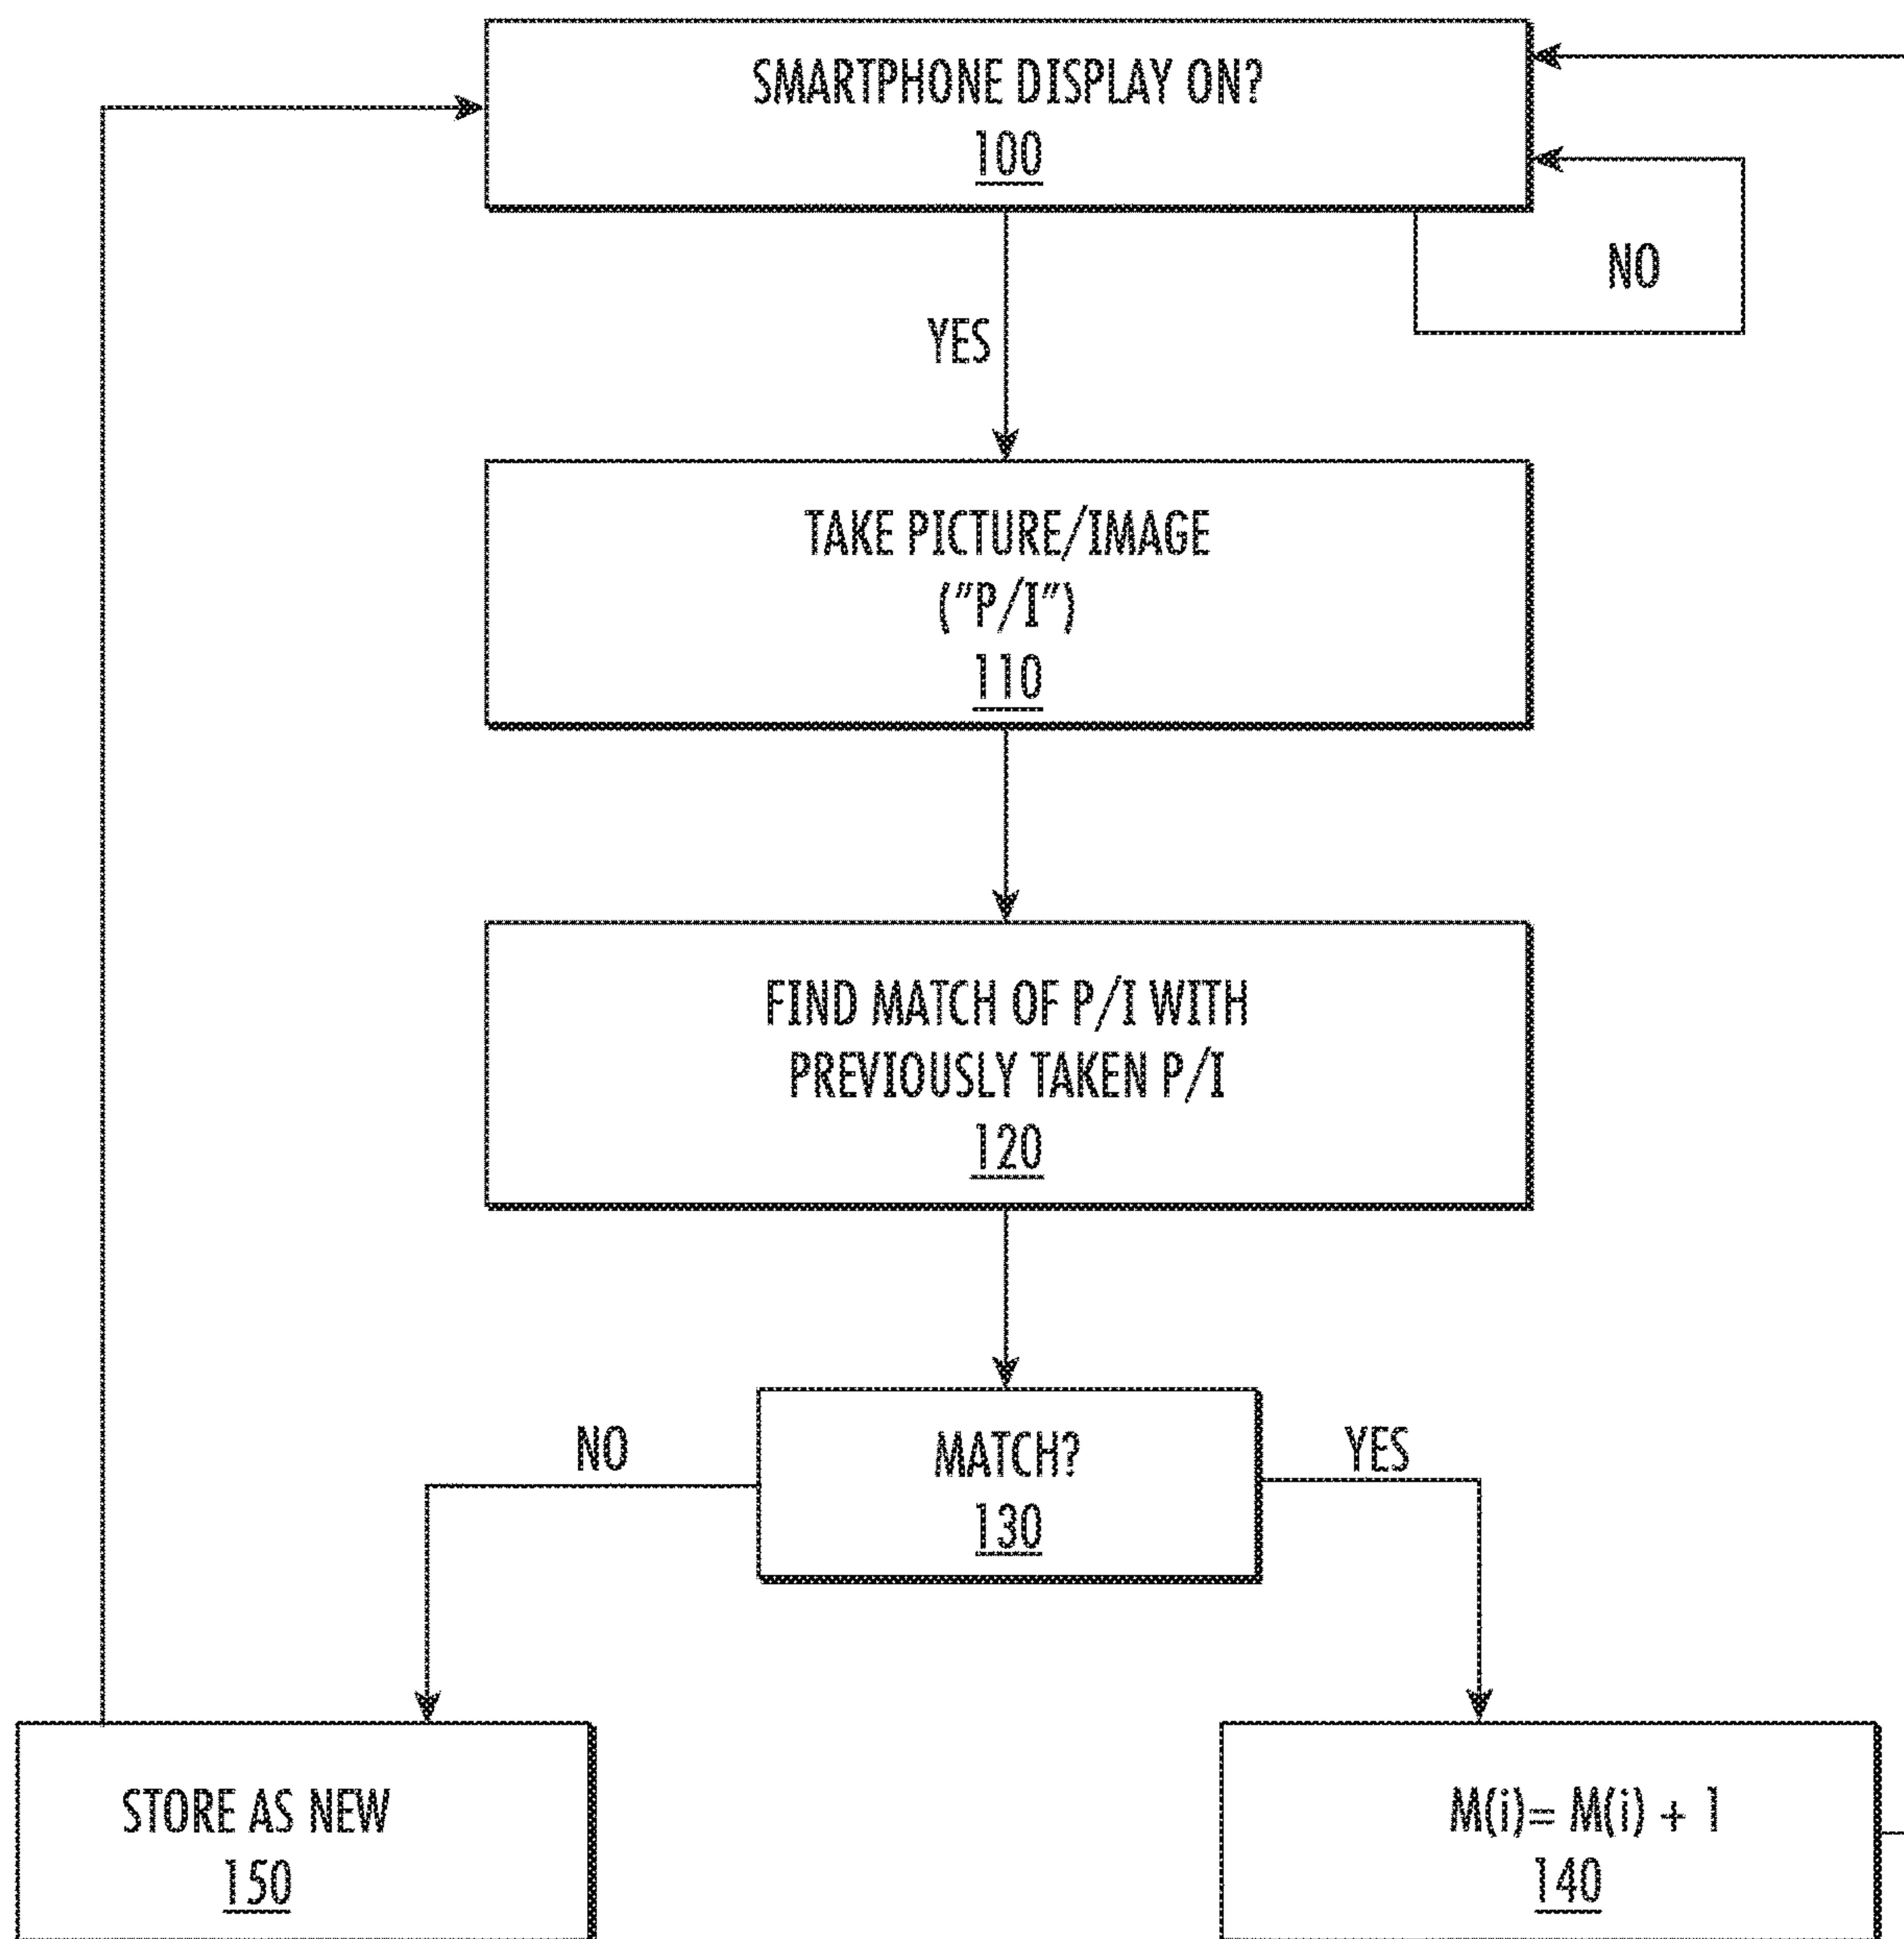 SMARTPHONE DISPLAY ON?
100
NO
YES
TAKE PICTURE/IMAGE
("P/I")
110
FIND MATCH OF P/I WITH
PREVIOUSLY TAKEN P/I
120
NO
MATCH?
130
YES
STORE AS NEW
150
M(i)= M(i) + 1
140